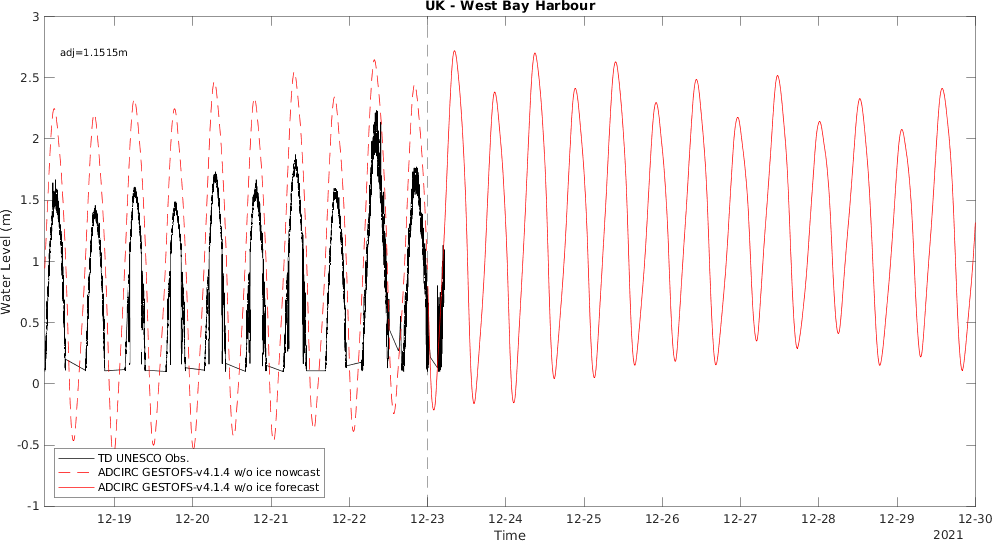 UK - West Bay Harbour
adj=1.1515m
3
2.5
2
1.5
1
0.5
0
-0.5
-1
Water Level (m)
TD UNESCO Obs.
ADCIRC GESTOFS-v4.1.4 w/o ice nowcast
ADCIRC GESTOFS-v4.1.4 w/o ice forecast
12-19 12-20 12-21 12-22 12-23 12-24 12-25 12-26 12-27 12-28 12-29 12-30
Time
2021